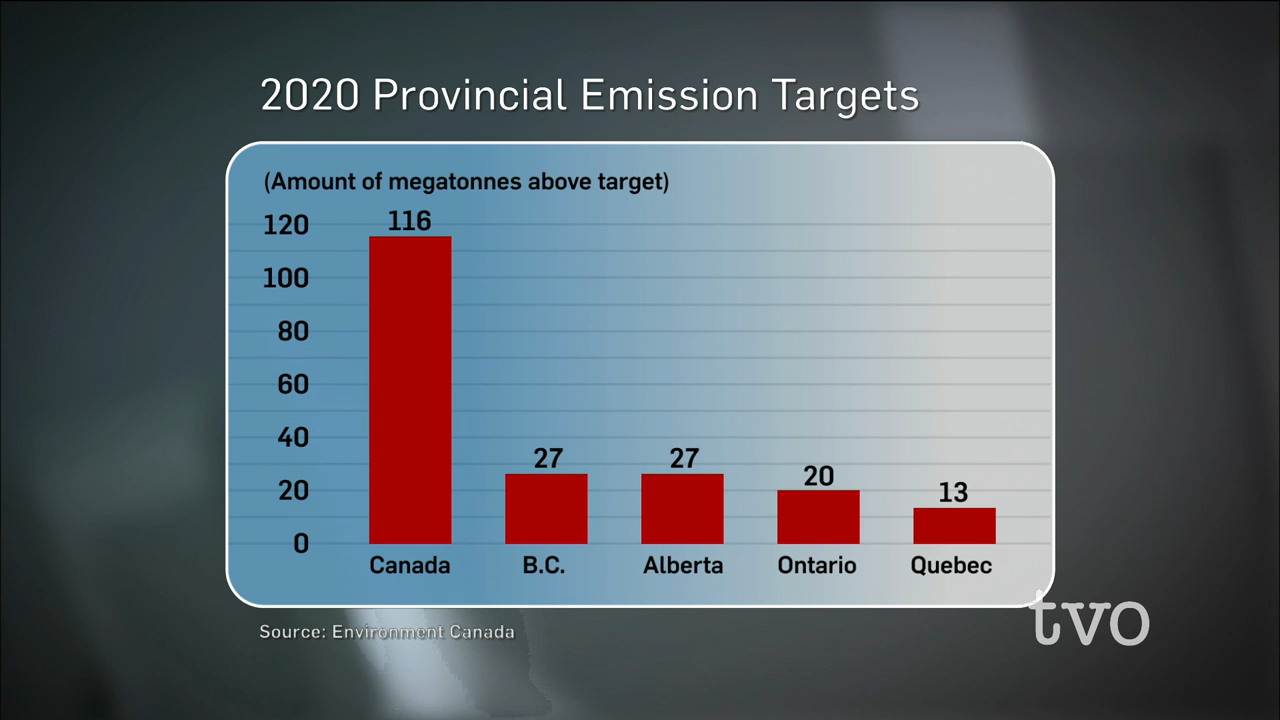 2020 Provincial Emission Targets
(Amount of megatonnes above target)
120
100
80
60
40
20
0
116
27
27
20
13
Canada
B.C.
Alberta
Ontario
Quebec
Source: Environment Canada
tvo